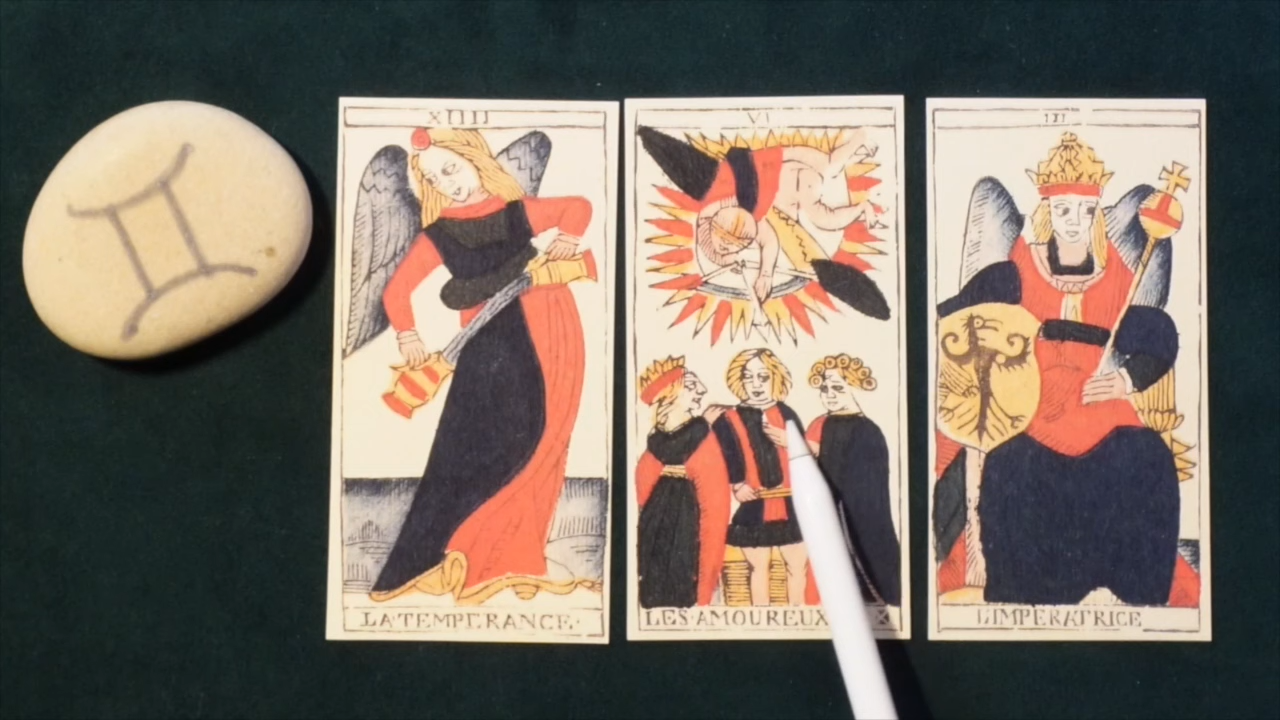 XIIII
VI
III
LA·TEMPERANCE·
LES·AMOUREUX
L'IMPERATRICE